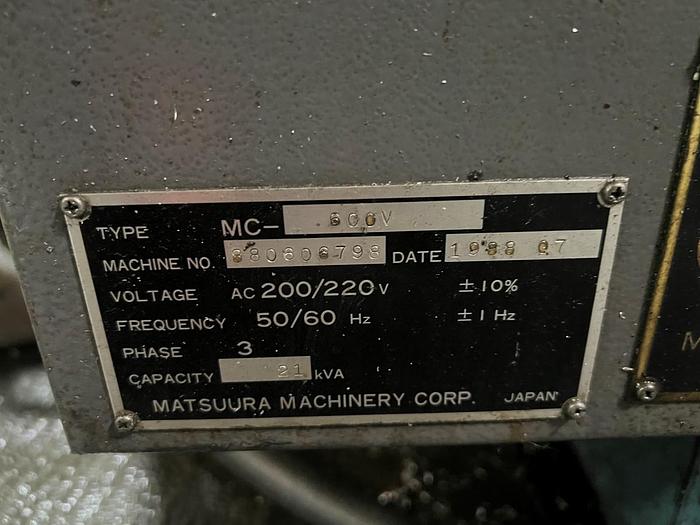 TYPE MC- 600V
MACHINE NO. 880606798 DATE 1988 07
VOLTAGE AC 200/220 V ±10%
FREQUENCY 50/60 Hz ±1 Hz
PHASE 3
CAPACITY 21 kVA
MATSUURA MACHINERY CORP. JAPAN
M